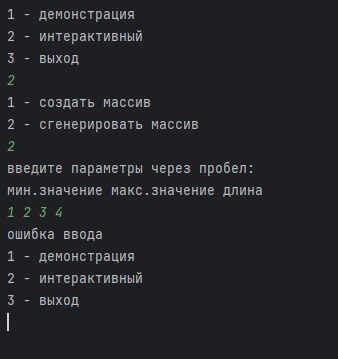 1 - демонстрация
2 - интерактивный
3 - выход
2
1 - создать массив
2 - сгенерировать массив
2
введите параметры через пробел:
мин.значение макс.значение длина
1 2 3 4
ошибка ввода
1 - демонстрация
2 - интерактивный
3 - выход